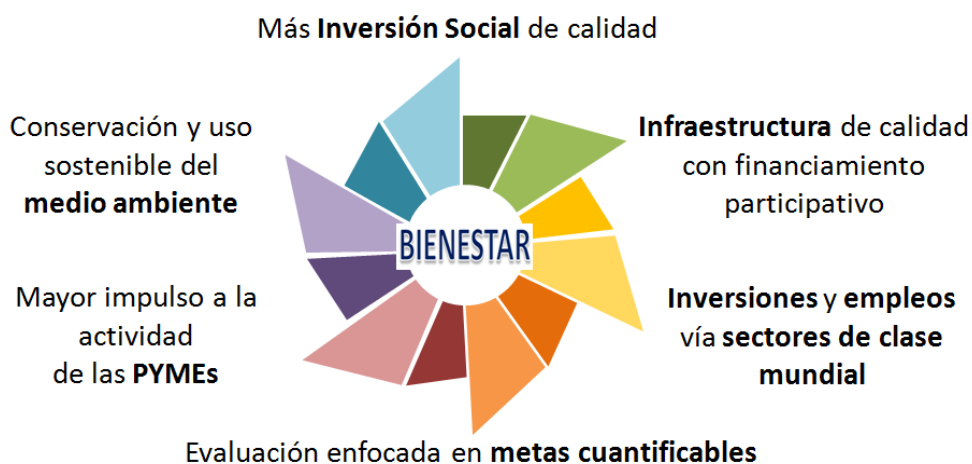 Más Inversión Social de calidad
Infraestructura de calidad
con financiamiento
participativo
Inversiones y empleos
vía sectores de clase
mundial
Evaluación enfocada en metas cuantificables
Mayor impulso a la
actividad
de las PYMEs
Conservación y uso
sostenible del
medio ambiente
BIENESTAR